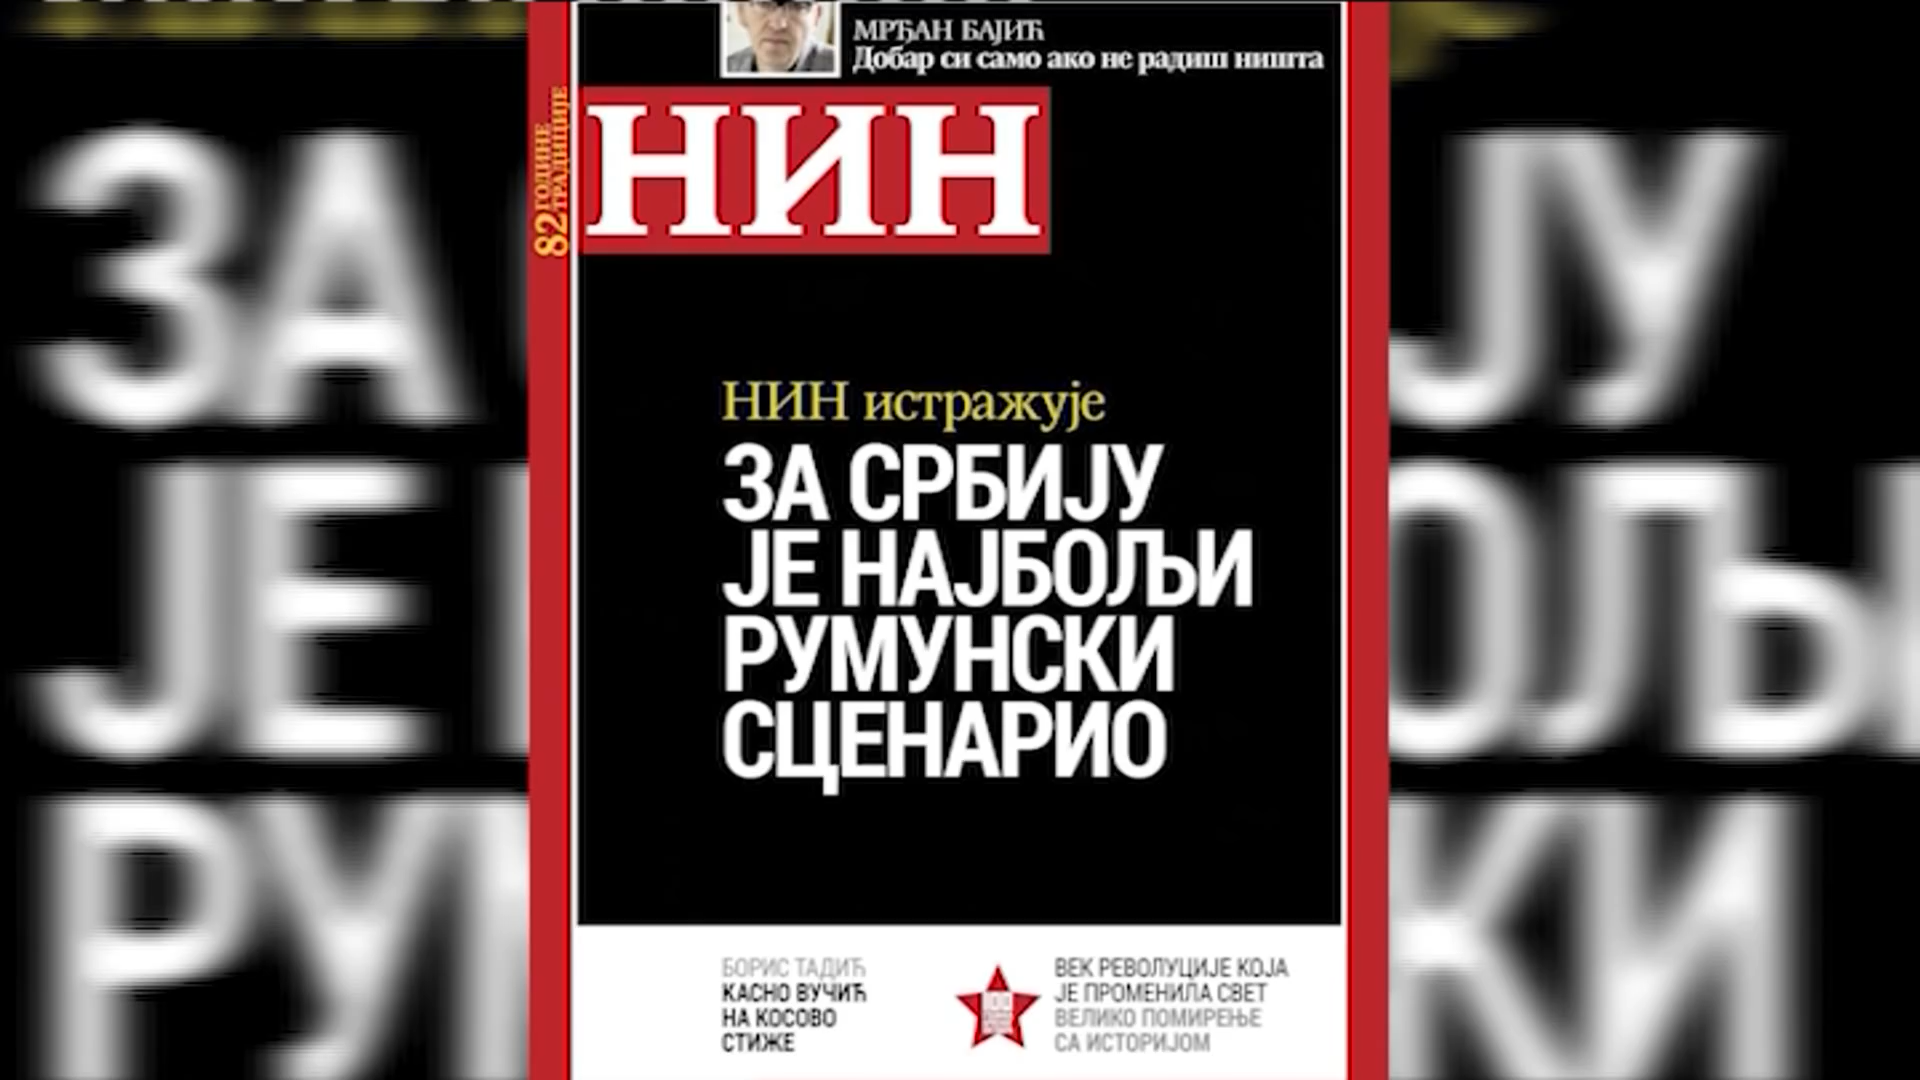 МРЂАН БАЈИЋ
Добар си само ако не радиш ништа
82 ГОДИНЕ
ТРАДИЦИЈЕ
НИН
НИН истражује
ЗА СРБИЈУ
ЈЕ НАЈБОЉИ
РУМУНСКИ
СЦЕНАРИО
БОРИС ТАДИЋ
КАСНО ВУЧИЋ
НА КОСОВО
СТИЖЕ
ВЕК РЕВОЛУЦИЈЕ КОЈА
ЈЕ ПРОМЕНИЛА СВЕТ
ВЕЛИКО ПОМИРЕЊЕ
СА ИСТОРИЈОМ